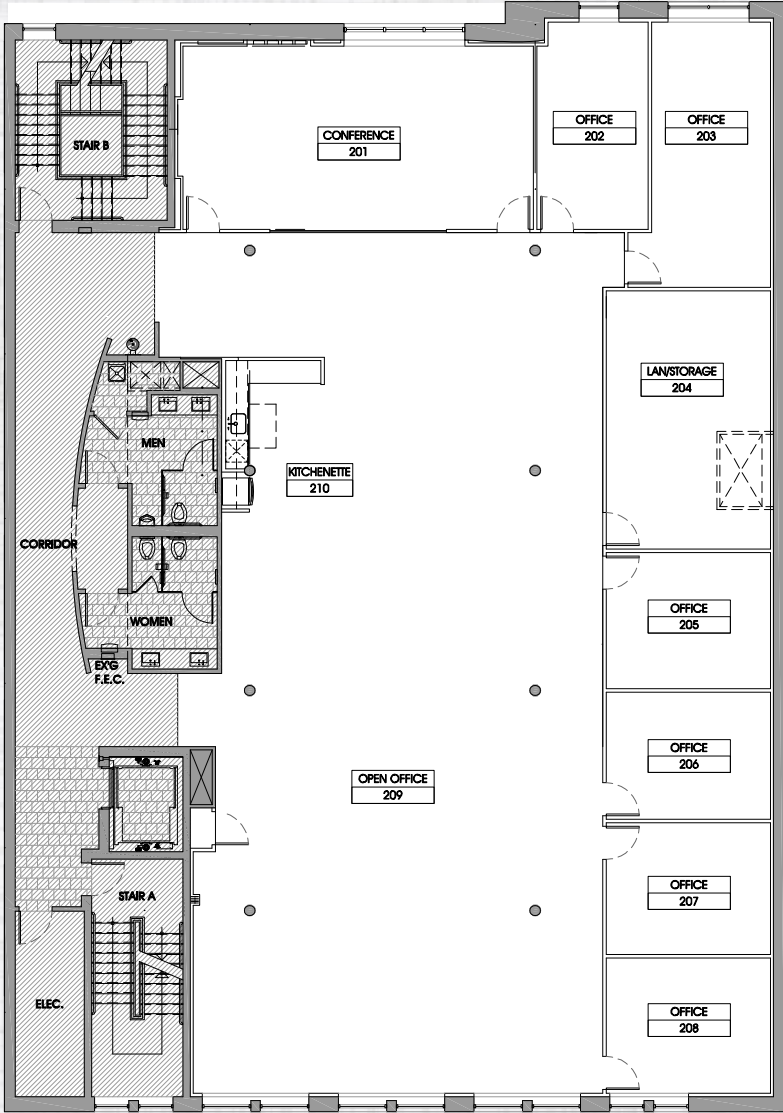 STAIR B
CONFERENCE
201
OFFICE
202
OFFICE
203
LAN/STORAGE
204
MEN
KITCHENETTE
210
CORRIDOR
OFFICE
205
WOMEN
EX'G
F.E.C.
OFFICE
206
OPEN OFFICE
209
STAIR A
OFFICE
207
ELEC.
OFFICE
208